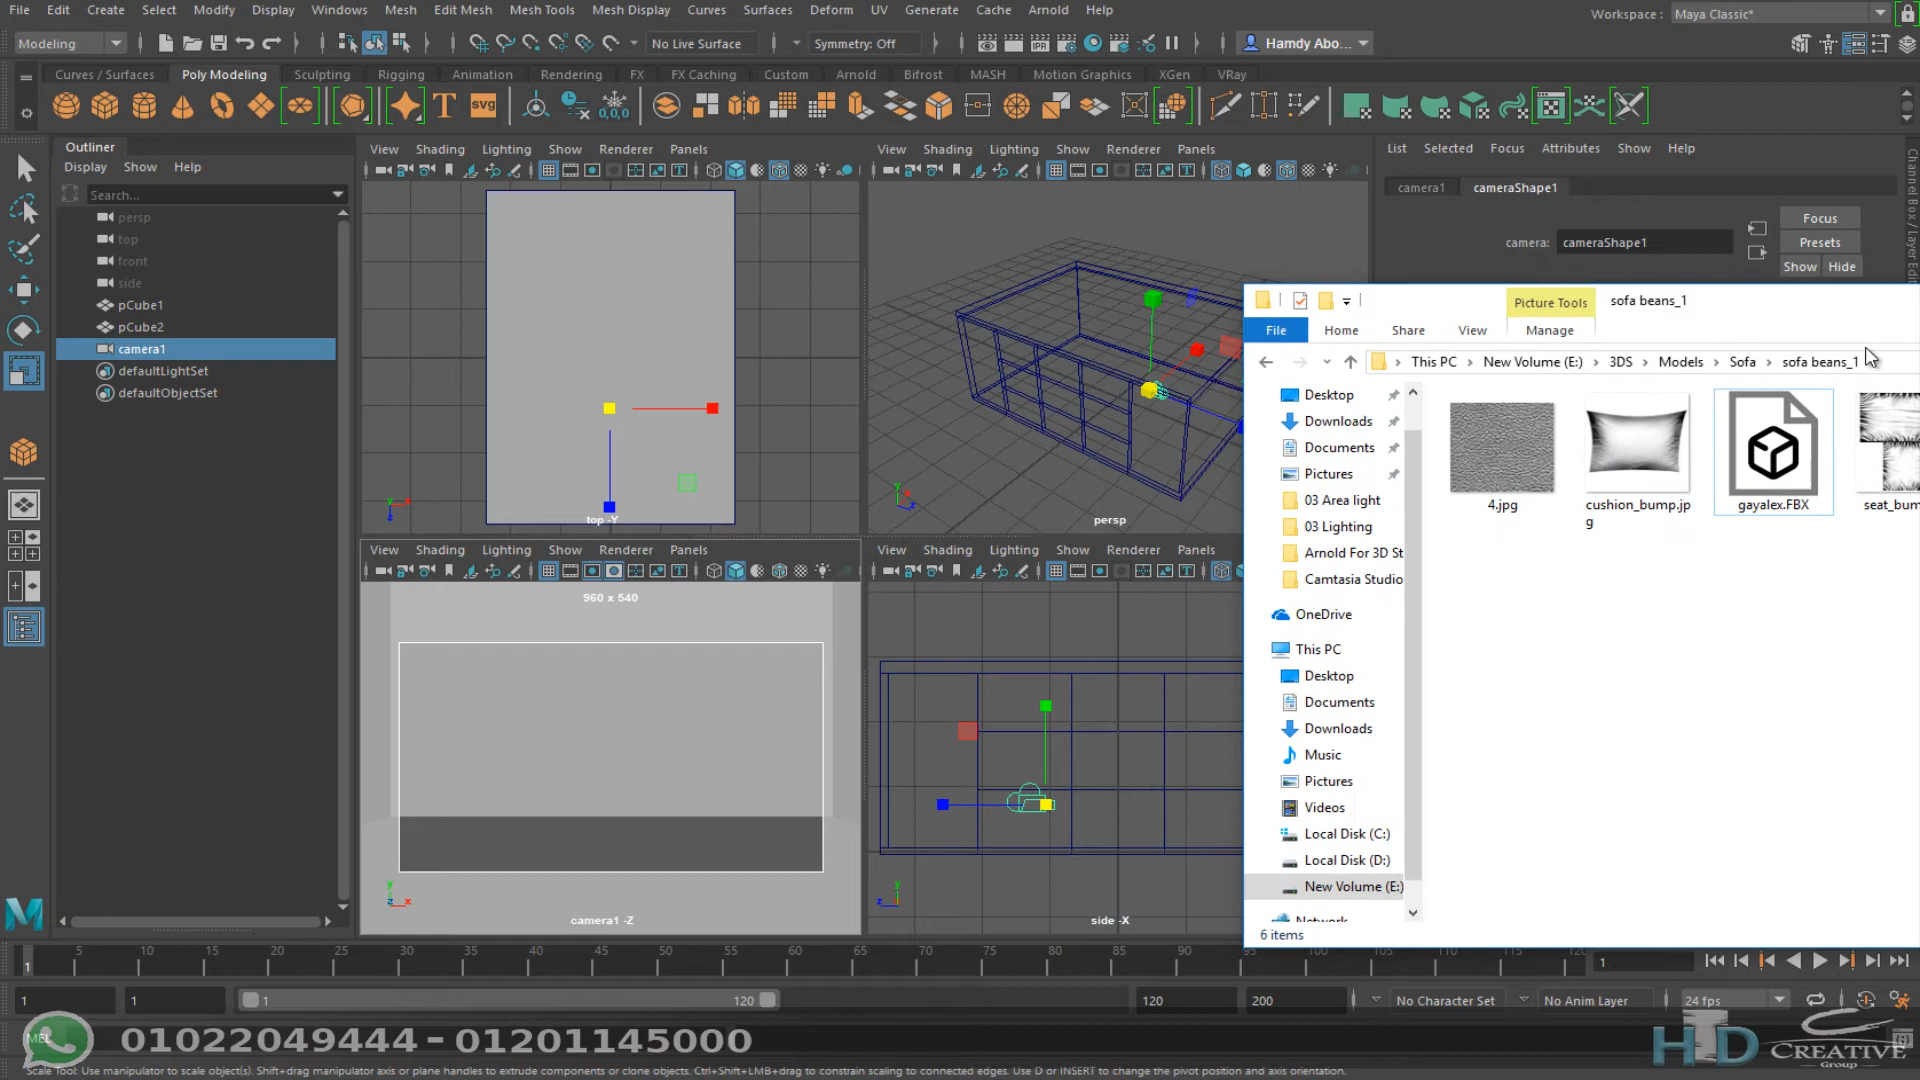 File Edit Create Select Modify Display Windows Mesh Edit Mesh Mesh Tools Mesh Display Curves Surfaces Deform UV Generate Cache Arnold Help
Workspace : Maya Classic*
Modeling No Live Surface Symmetry: Off Hamdy Abo...
Curves / Surfaces Poly Modeling Sculpting Rigging Animation Rendering FX FX Caching Custom Arnold Bifrost MASH Motion Graphics XGen VRay
T svg 0,0,0
Outliner
Display Show Help
Search...
persp
top
front
side
pCube1
pCube2
camera1
defaultLightSet
defaultObjectSet
View Shading Lighting Show Renderer Panels
top -Y
View Shading Lighting Show Renderer Panels
persp
View Shading Lighting Show Renderer Panels
960 x 540
camera1 -Z
View Shading Lighting Show Renderer Panels
side -X
List Selected Focus Attributes Show Help
camera1 cameraShape1
camera: cameraShape1
Focus
Presets
Show Hide
Channel Box / Layer Edit
Picture Tools sofa beans_1
File Home Share View Manage
This PC New Volume (E:) 3DS Models Sofa sofa beans_1
Desktop
Downloads
Documents
Pictures
03 Area light
03 Lighting
Arnold For 3D St
Camtasia Studio
OneDrive
This PC
Desktop
Documents
Downloads
Music
Pictures
Videos
Local Disk (C:)
Local Disk (D:)
New Volume (E:)
Network
4.jpg
cushion_bump.jpg
gayalex.FBX
seat_bum
6 items
5 10 15 20 25 30 35 40 45 50 55 60 65 70 75 80 85 90 95 100 105 110 115 120
1 1
1 1 1 120 120 200 No Character Set No Anim Layer 24 fps
MEL
01022049444 - 01201145000
HD CREATIVE
Group
Scale Tool: Use manipulator to scale object(s). Shift+drag manipulator axis or plane handles to extrude components or clone objects. Ctrl+Shift+LMB+drag to constrain scaling to connected edges. Use D or INSERT to change the pivot position and axis orientation.